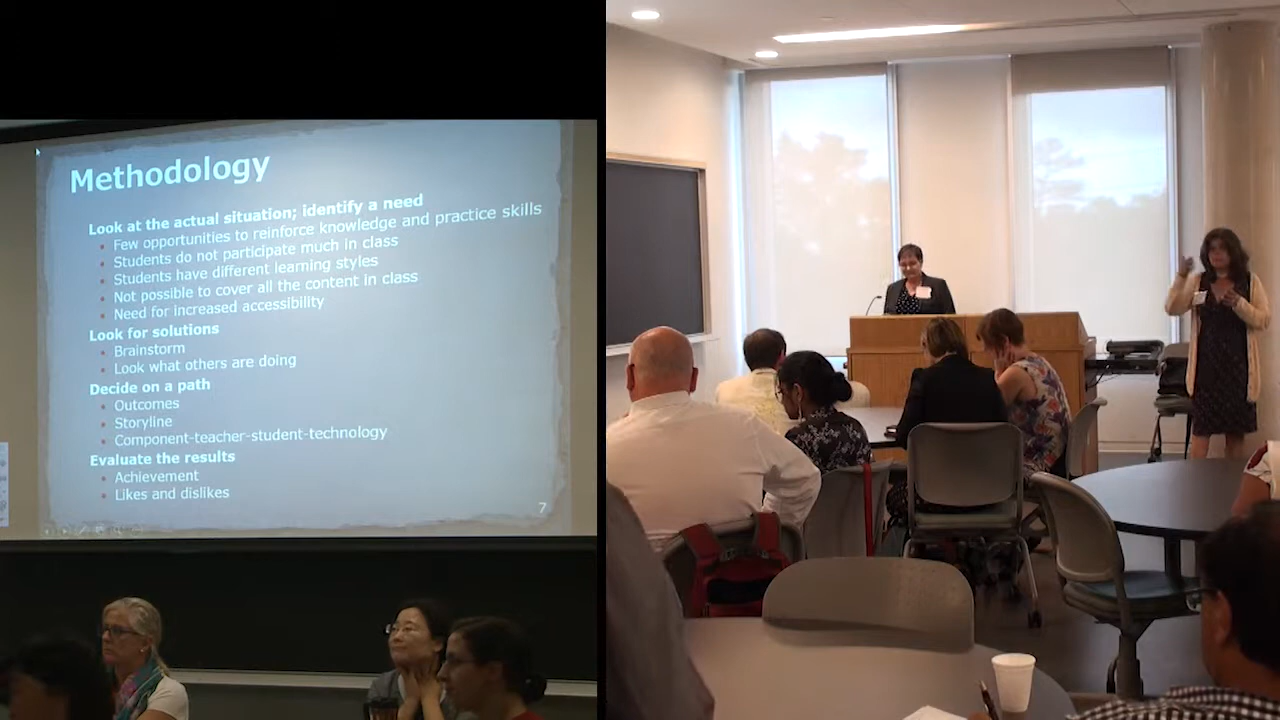 Methodology
Look at the actual situation; identify a need
Few opportunities to reinforce knowledge and practice skills
Students do not participate much in class
Students have different learning styles
Not possible to cover all the content in class
Need for increased accessibility
Look for solutions
Brainstorm
Look what others are doing
Decide on a path
Outcomes
Storyline
Component-teacher-student-technology
Evaluate the results
Achievement
Likes and dislikes
7